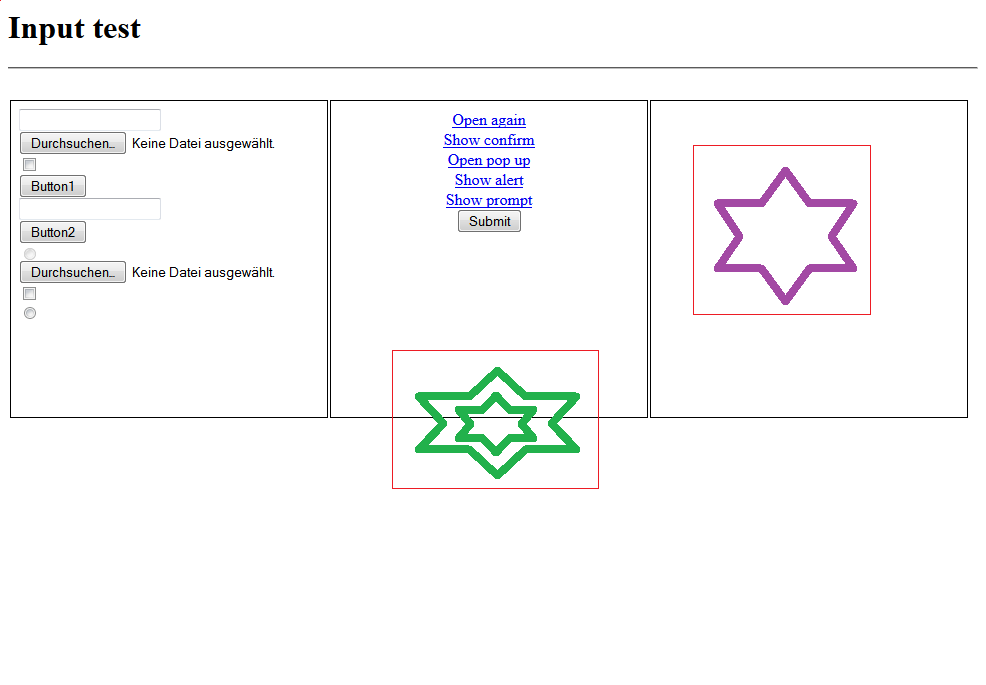 Input test
Durchsuchen... Keine Datei ausgewählt.
Button1
Button2
Durchsuchen... Keine Datei ausgewählt.
Open again
Show confirm
Open pop up
Show alert
Show prompt
Submit